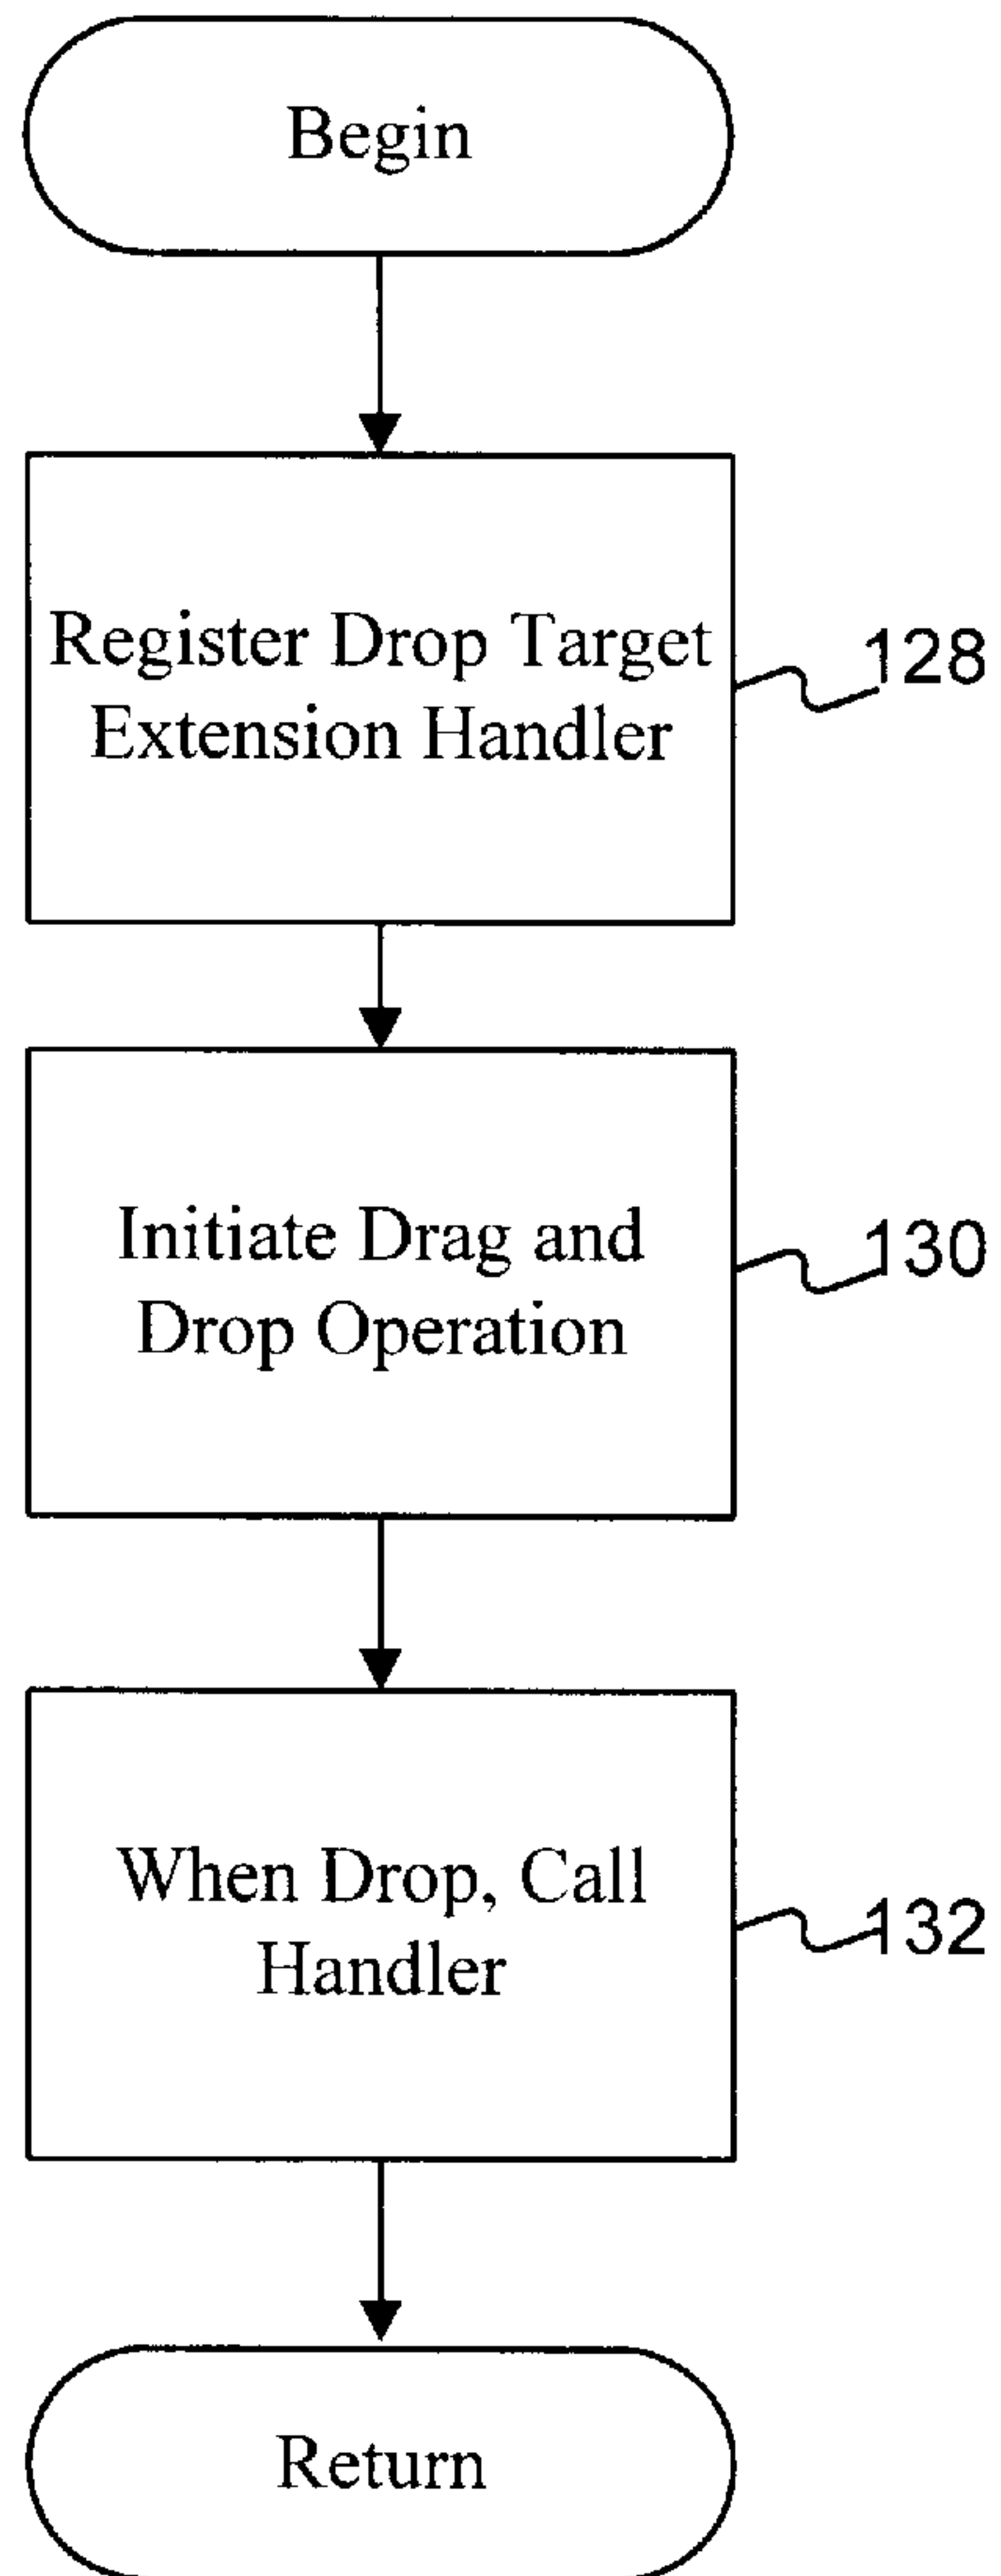 Begin
Register Drop Target
Extension Handler
128
Initiate Drag and
Drop Operation
130
When Drop, Call
Handler
132
Return